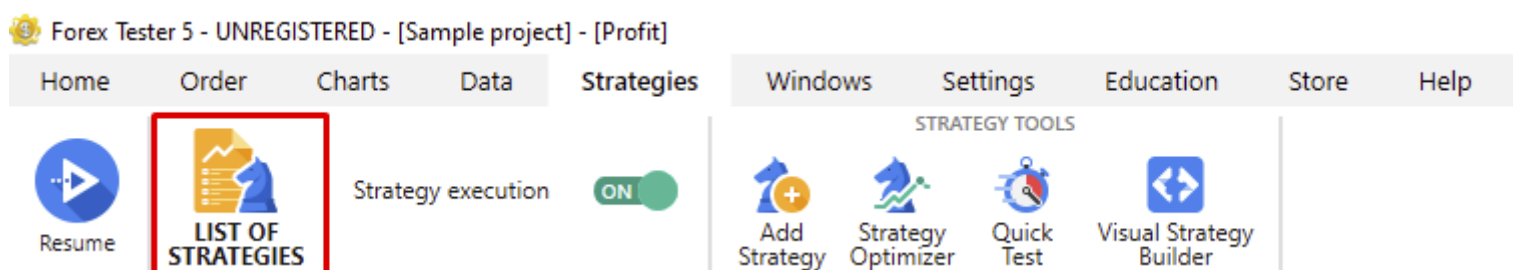 Forex Tester 5 - UNREGISTERED - [Sample project] - [Profit]
Home Order Charts Data Strategies Windows Settings Education Store Help
STRATEGY TOOLS
Resume
LIST OF
STRATEGIES
Strategy execution ON
Add
Strategy
Strategy
Optimizer
Quick
Test
Visual Strategy
Builder